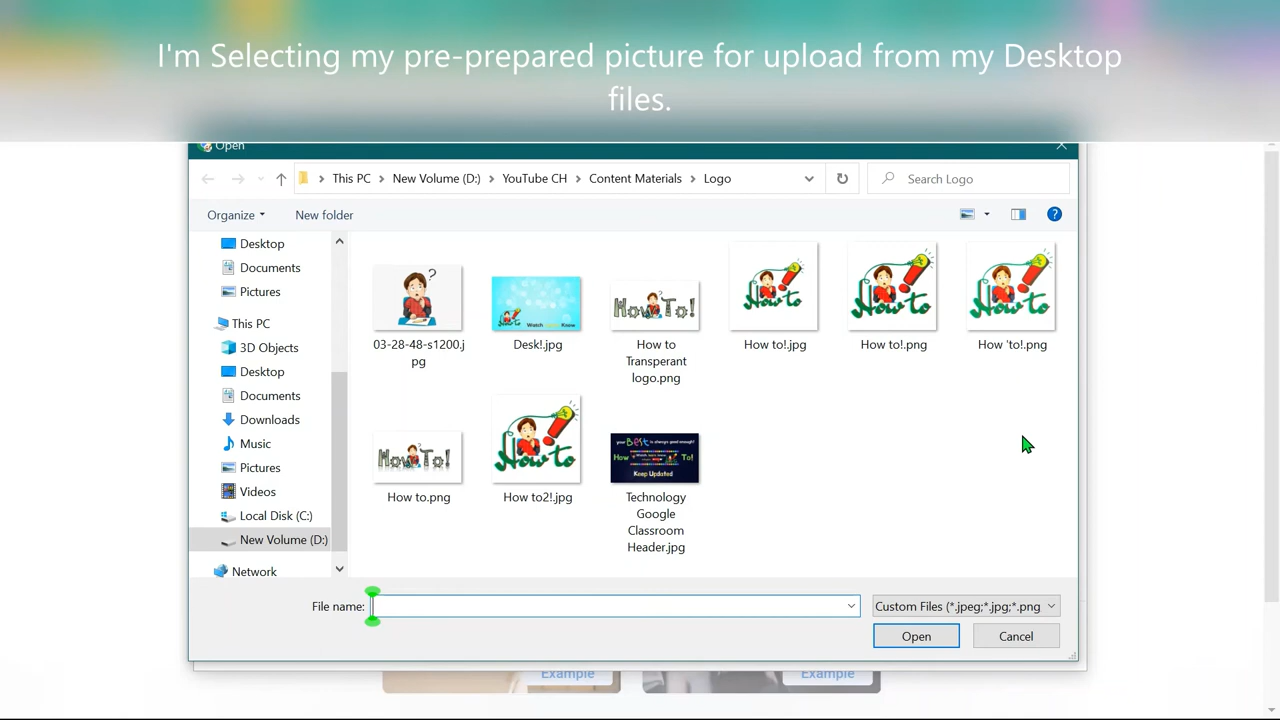 I'm Selecting my pre-prepared picture for upload from my Desktop
files.
Open
This PC > New Volume (D:) > YouTube CH > Content Materials > Logo
Search Logo
Organize
New folder
Desktop
Documents
Pictures
This PC
3D Objects
Desktop
Documents
Downloads
Music
Pictures
Videos
Local Disk (C:)
New Volume (D:)
Network
03-28-48-s1200.j
pg
Desk!.jpg
How to
Transperant
logo.png
How to!.jpg
How to!.png
How 'to!.png
How to.png
How to2!.jpg
Technology
Google
Classroom
Header.jpg
File name:
Custom Files (*.jpeg;*.jpg;*.png
Open
Cancel
Example
Example